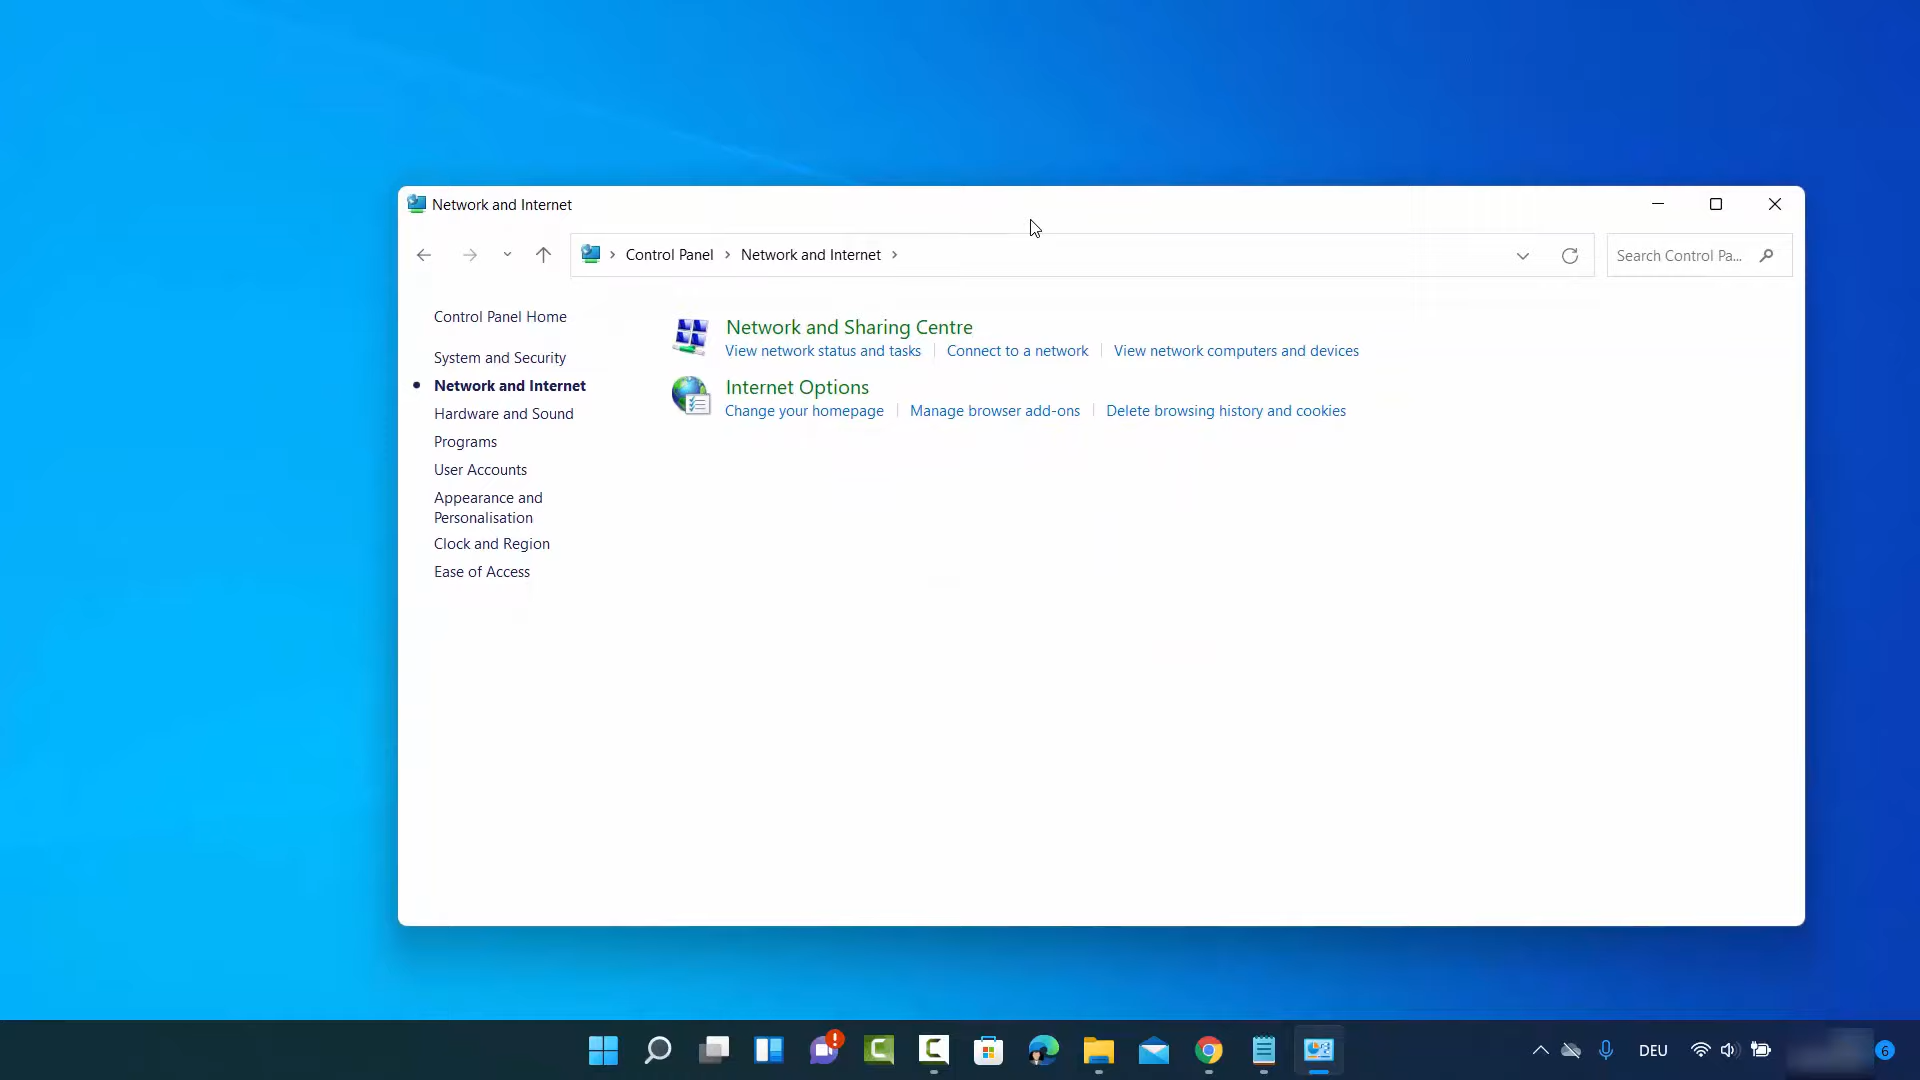 Network and Internet
Control Panel > Network and Internet >
Search Control Pa...
Control Panel Home
System and Security
Network and Internet
Hardware and Sound
Programs
User Accounts
Appearance and
Personalisation
Clock and Region
Ease of Access
Network and Sharing Centre
View network status and tasks | Connect to a network | View network computers and devices
Internet Options
Change your homepage | Manage browser add-ons | Delete browsing history and cookies
DEU
6